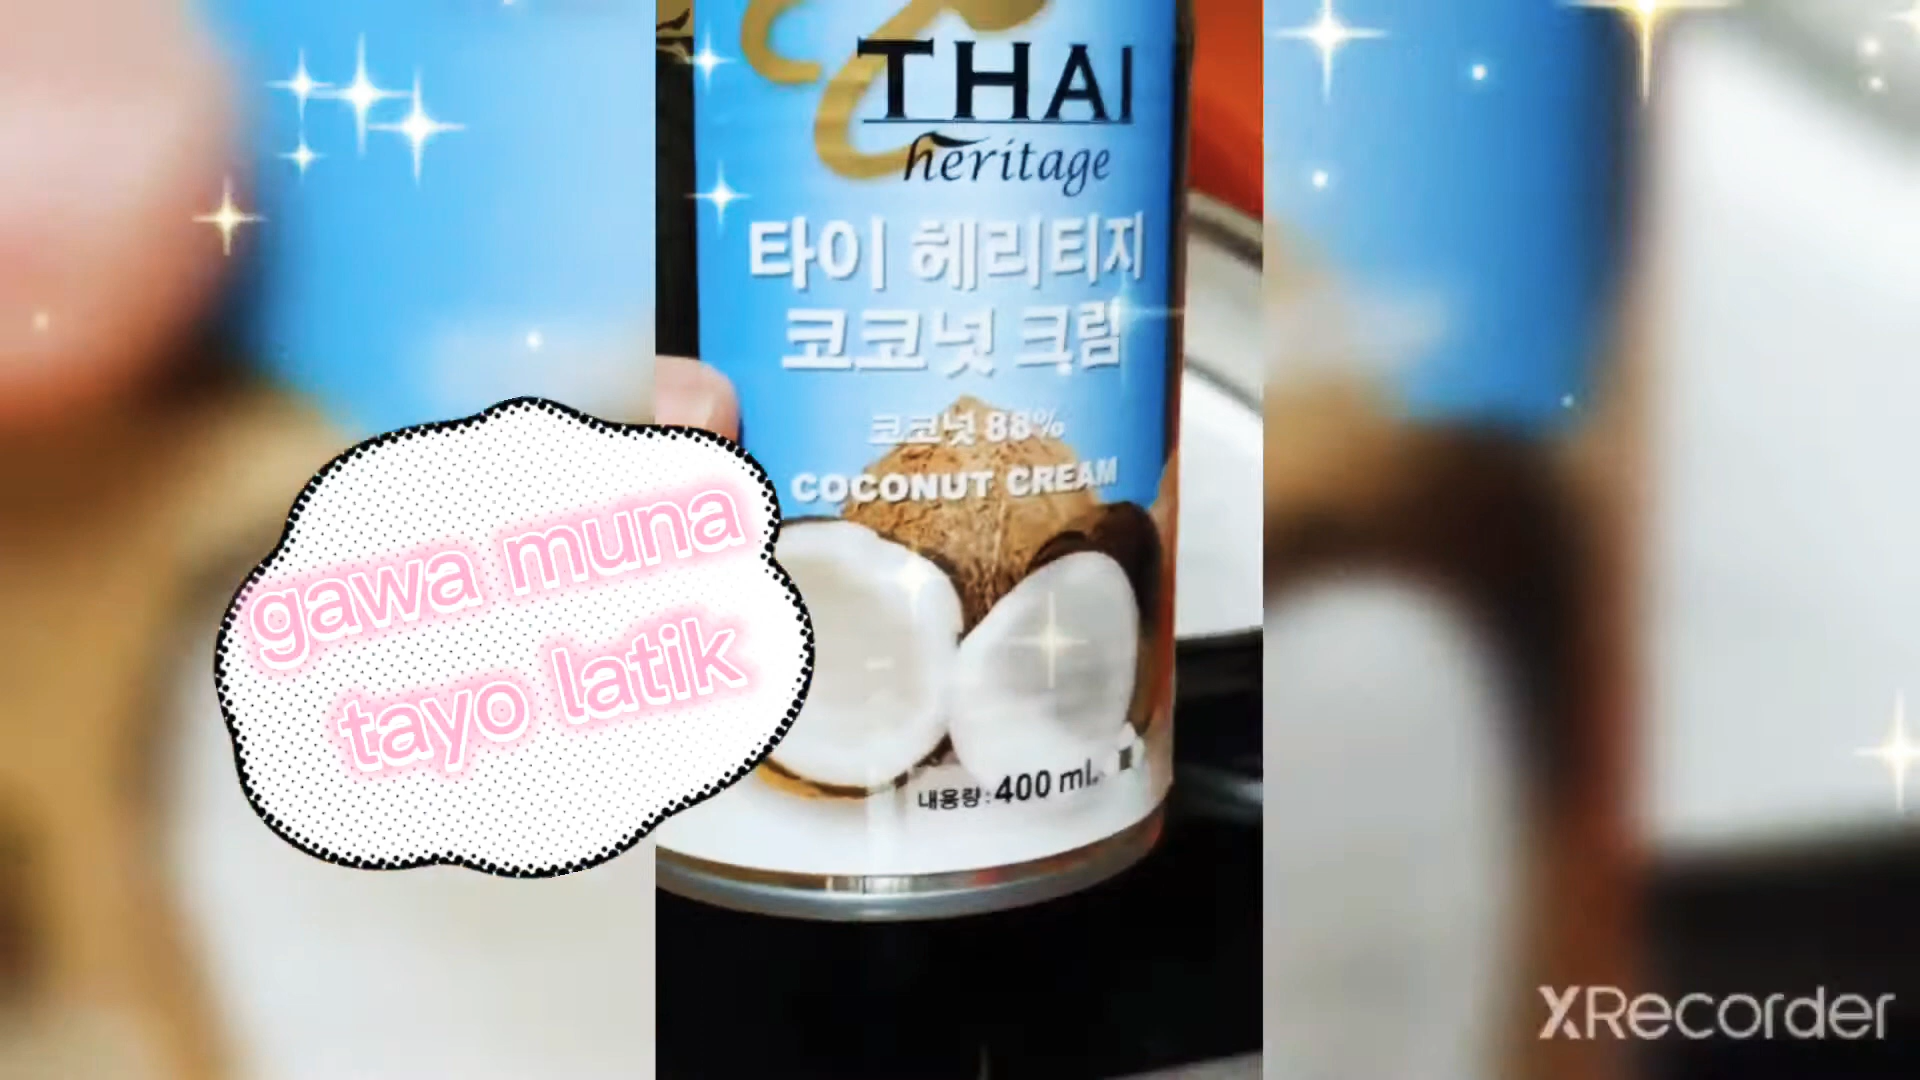 THAI
heritage
타이 헤리티지
코코넛 크림
코코넛 88%
COCONUT CREAM
내용량 : 400 ml.
gawa muna
tayo latik
XRecorder